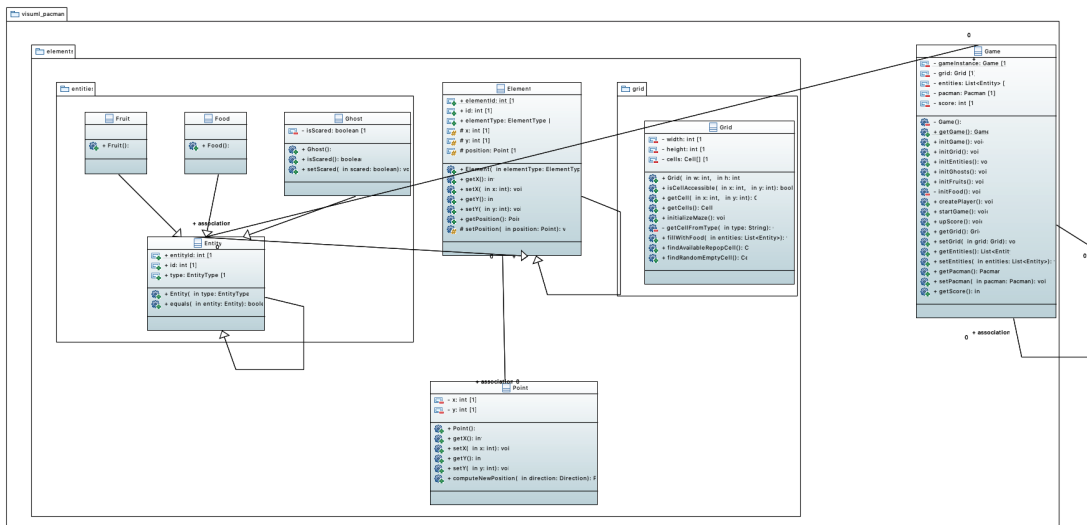 visuml_pacman
elements
entities
Fruit
+ Fruit():
Food
+ Food():
Ghost
- isScared: boolean [1
+ Ghost():
+ isScared(): boolea
+ setScared( in scared: boolean): vo
+ association
Entity
0
+ entityId: int [1]
+ id: int [1]
+ type: EntityType [1
+ Entity( in type: EntityType
+ equals( in entity: Entity): boole
Element
+ elementId: int [1
+ id: int [1]
+ elementType: ElementType [
# x: int [1]
# y: int [1]
# position: Point [1
+ Element( in elementType: ElementTyp
+ getX(): in
+ setX( in x: int): voi
+ getY(): in
+ setY( in y: int): vo
+ getPosition(): Poin
# setPosition( in position: Point): v
0
grid
Grid
- width: int [1]
- height: int [1]
- cells: Cell[] [1]
+ Grid( in w: int, in h: int
+ isCellAccessible( in x: int, in y: int): bool
+ getCell( in x: int, in y: int): C
+ getCells(): Cell
+ initializeMaze(): voi
- getCellFromType( in type: String):
+ fillWithFood( in entities: List<Entity>):
+ findAvailableRepopCell(): C
+ findRandomEmptyCell(): Ce
+ association 0
Point
- x: int [1]
- y: int [1]
+ Point():
+ getX(): in
+ setX( in x: int): voi
+ getY(): in
+ setY( in y: int): vo
+ computeNewPosition( in direction: Direction): P
0
Game
- gameInstance: Game [1
- grid: Grid [1]
- entities: List<Entity> [
- pacman: Pacman [1]
- score: int [1]
- Game():
+ getGame(): Game
+ initGame(): voi
+ initGrid(): voi
+ initEntities(): vo
+ initGhosts(): voi
+ initFruits(): voi
- initFood(): voi
+ createPlayer(): voi
+ startGame(): voi
+ upScore(): voi
+ getGrid(): Gri
+ setGrid( in grid: Grid): vo
+ getEntities(): List<Entit
+ setEntities( in entities: List<Entity>):
+ getPacman(): Pacmar
+ setPacman( in pacman: Pacman): voi
+ getScore(): in
0
0 + association